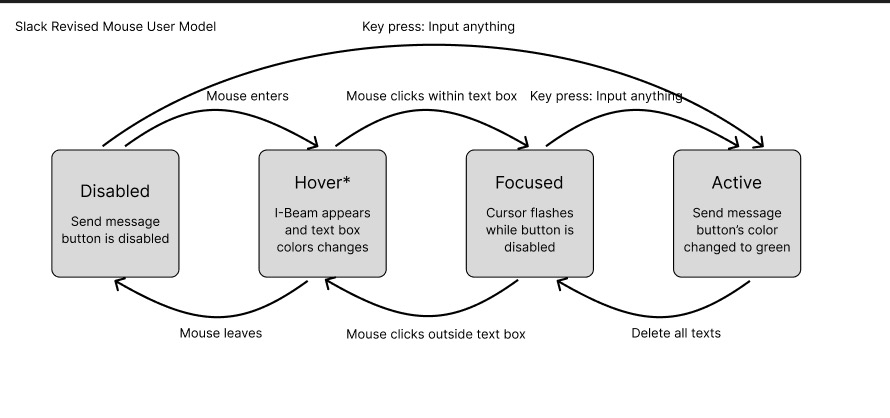 Slack Revised Mouse User Model
Key press: Input anything
Mouse enters
Mouse clicks within text box
Key press: Input anything
Disabled
Send message
button is disabled
Hover*
I-Beam appears
and text box
colors changes
Focused
Cursor flashes
while button is
disabled
Active
Send message
button's color
changed to green
Mouse leaves
Mouse clicks outside text box
Delete all texts